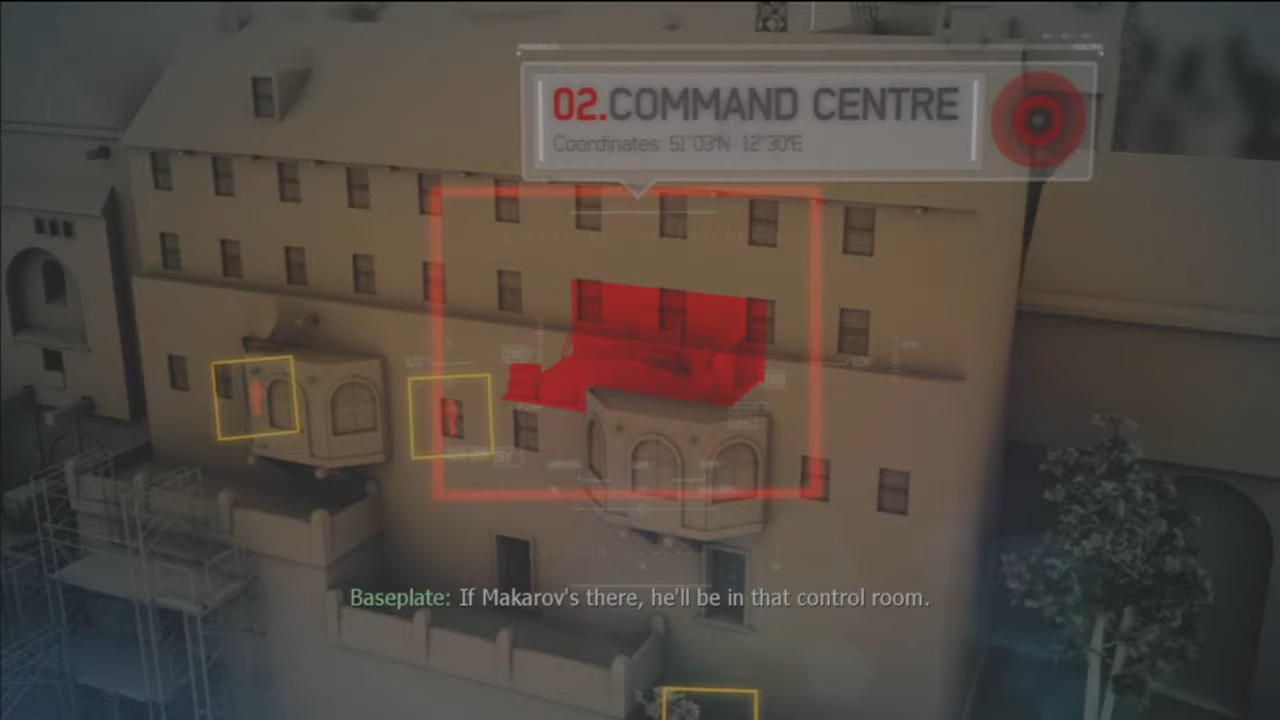 02.COMMAND CENTRE
Coordinates: 51°03'N 12°30'E
Baseplate: If Makarov's there, he'll be in that control room.